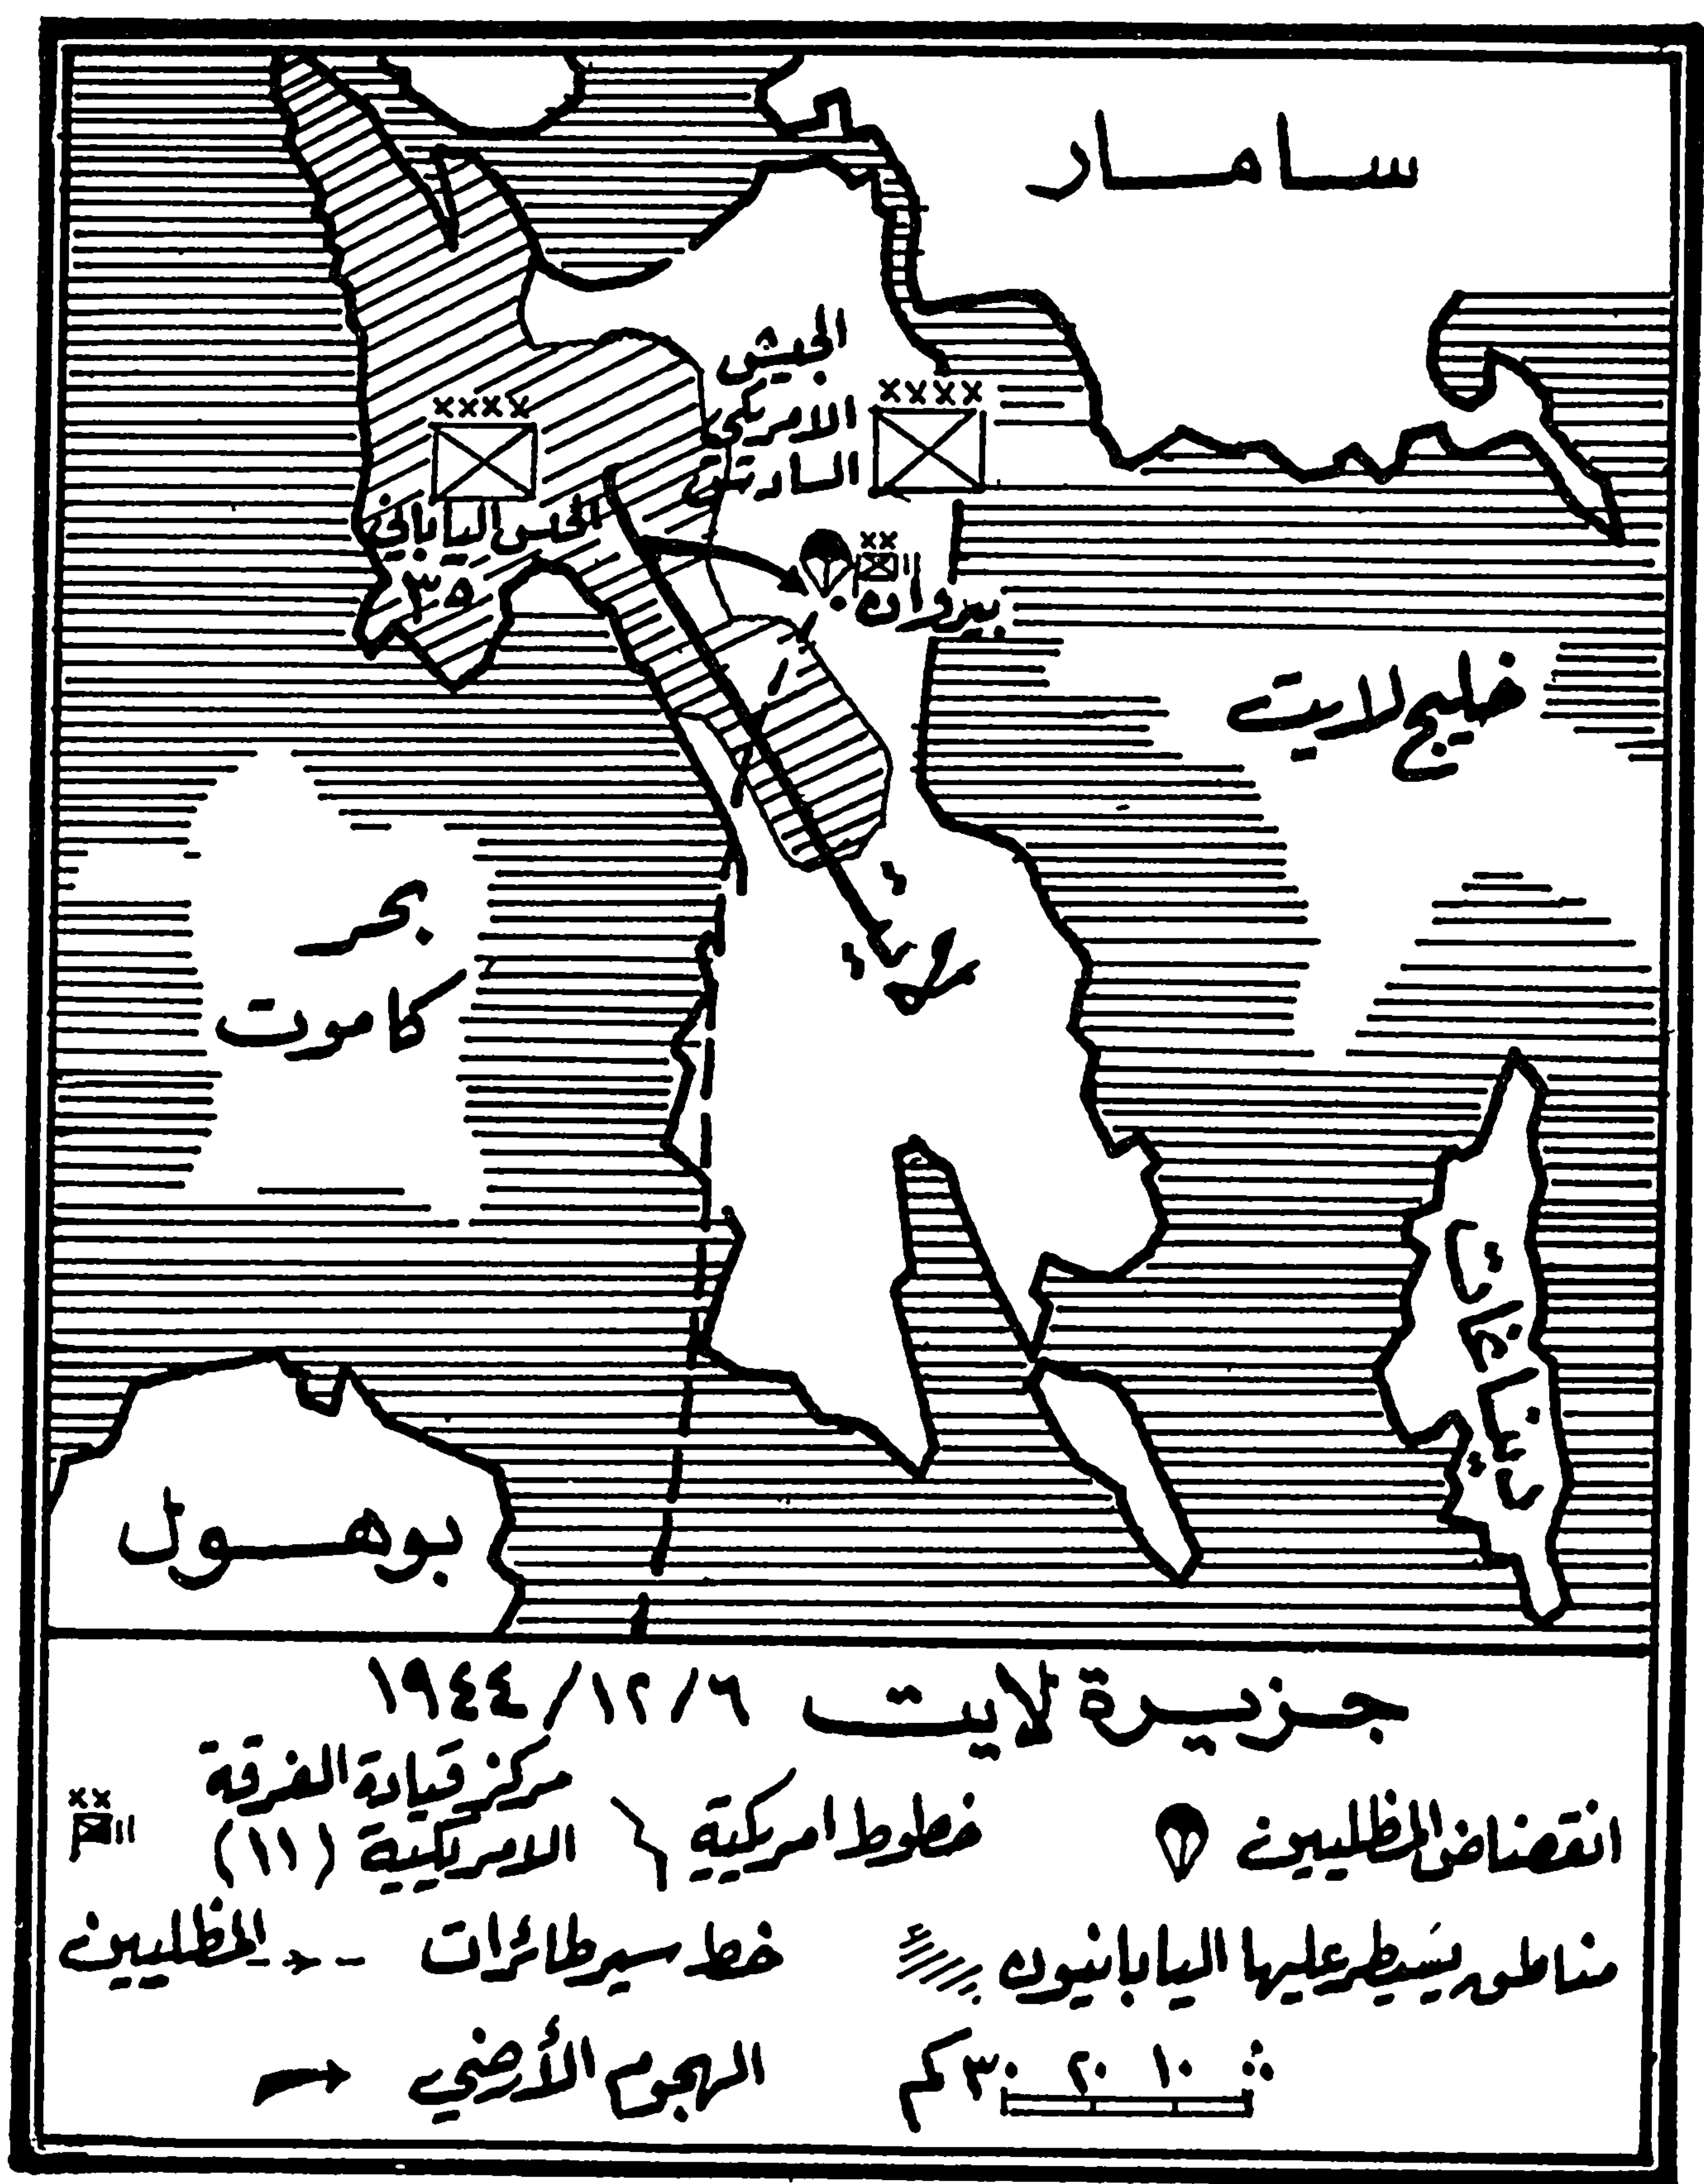 سامار
الجيش
الامريكي
السادس
الجيش الياباني
٣٥
بيراون
خليج لايت
بحر
كاموت
بوهول
جزيرة لايت ٦/١٢/١٩٤٤
انقضاض المظليين
خطوط امريكية
مركز قيادة الفرقة
الامريكية (١١)
مناطق يسيطر عليها اليابانيون
خط سير طائرات المظليين
٠ ١٠ ٢٠ ٣٠ كم
الهجوم الأرضي